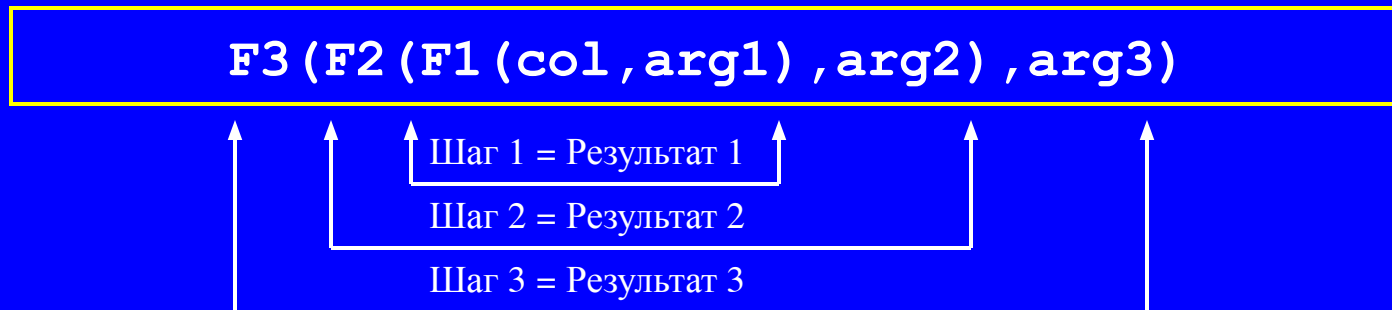 F3(F2(F1(col,arg1),arg2),arg3)
Шаг 1 = Результат 1
Шаг 2 = Результат 2
Шаг 3 = Результат 3